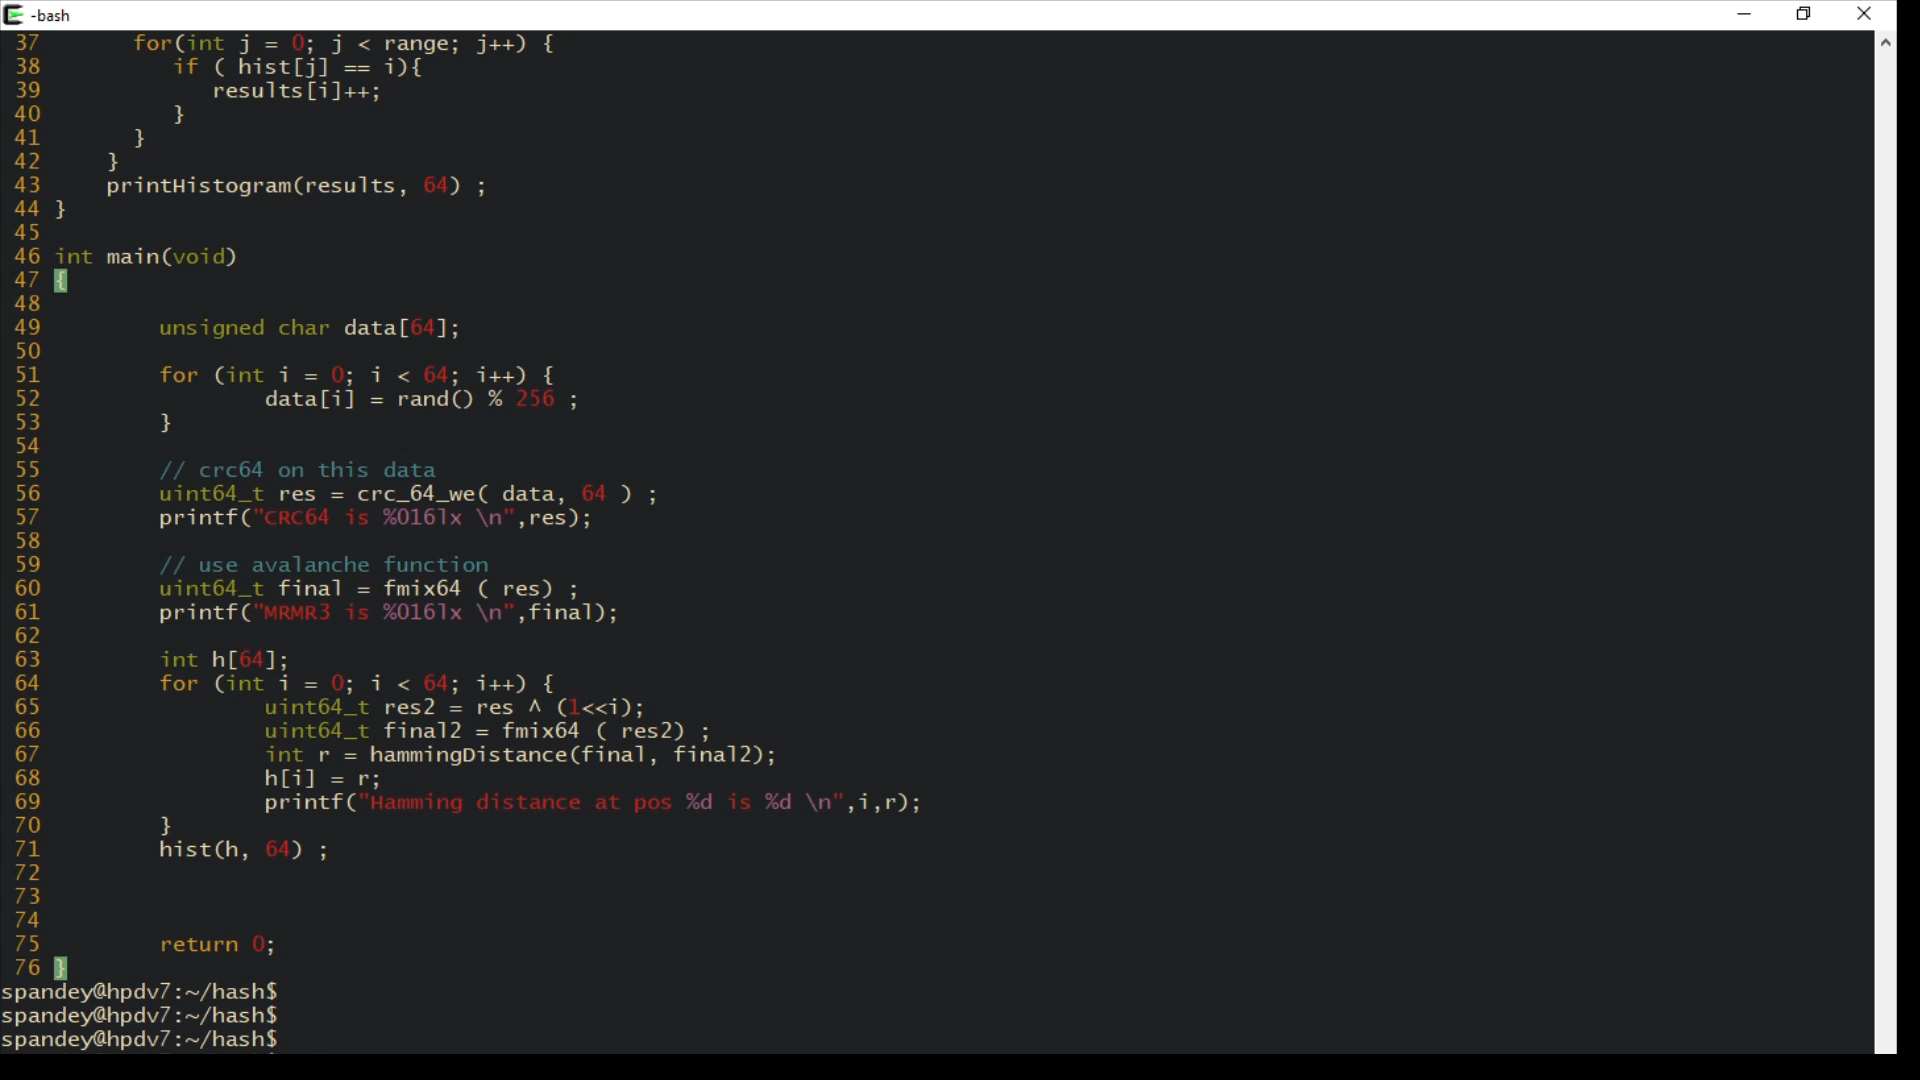 -bash
37 for(int j = 0; j < range; j++) {
38 if ( hist[j] == i){
39 results[i]++;
40 }
41 }
42 }
43 printHistogram(results, 64) ;
44 }
45
46 int main(void)
47 {
48
49 unsigned char data[64];
50
51 for (int i = 0; i < 64; i++) {
52 data[i] = rand() % 256 ;
53 }
54
55 // crc64 on this data
56 uint64_t res = crc_64_we( data, 64 ) ;
57 printf("CRC64 is %016lx \n",res);
58
59 // use avalanche function
60 uint64_t final = fmix64 ( res) ;
61 printf("MRMR3 is %016lx \n",final);
62
63 int h[64];
64 for (int i = 0; i < 64; i++) {
65 uint64_t res2 = res ^ (1<<i);
66 uint64_t final2 = fmix64 ( res2) ;
67 int r = hammingDistance(final, final2);
68 h[i] = r;
69 printf("Hamming distance at pos %d is %d \n",i,r);
70 }
71 hist(h, 64) ;
72
73
74
75 return 0;
76 }
spandey@hpdv7:~/hash$
spandey@hpdv7:~/hash$
spandey@hpdv7:~/hash$